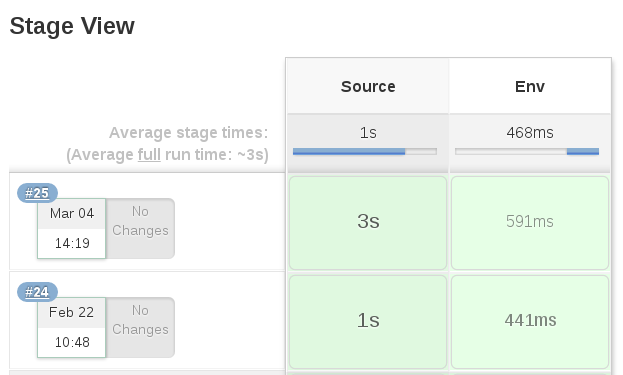 Stage View
Source Env
Average stage times: 1s 468ms
(Average full run time: ~3s)
#25
Mar 04 No
14:19 Changes
3s 591ms
#24
Feb 22 No
10:48 Changes
1s 441ms